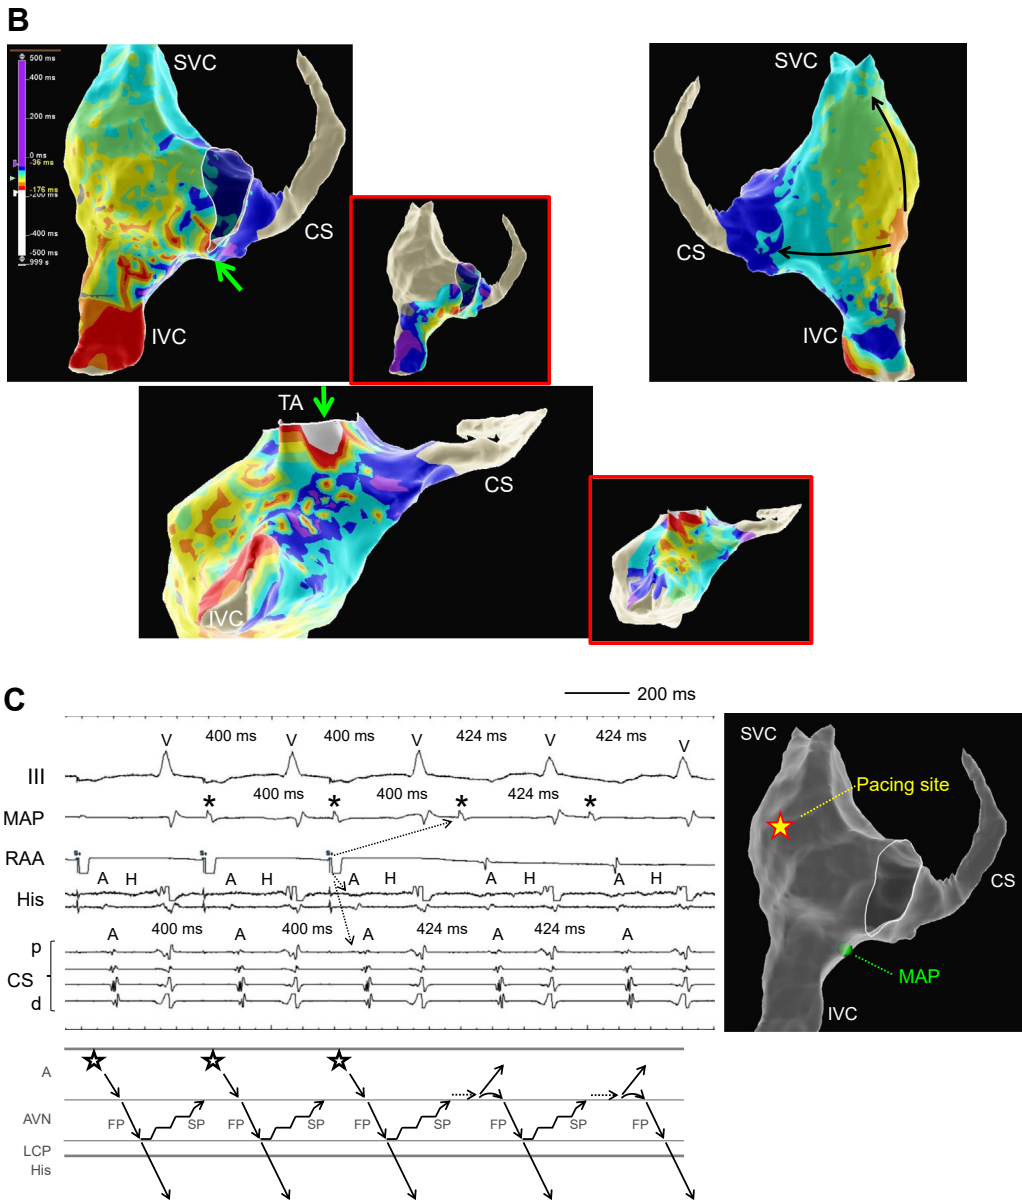 B
SVC
500 ms
400 ms
200 ms
0 ms
-36 ms
-176 ms
-200 ms
-400 ms
-500 ms
999 s
CS
IVC
SVC
CS
IVC
TA
CS
IVC
C
200 ms
V 400 ms V 400 ms V 424 ms V 424 ms V
III
* 400 ms * 400 ms * 424 ms *
MAP
RAA
A H A H A H A H A H
His
A 400 ms A 400 ms A 424 ms A 424 ms A
p
CS
d
SVC
Pacing site
CS
MAP
IVC
A
AVN FP SP FP SP FP SP FP SP FP
LCP
His